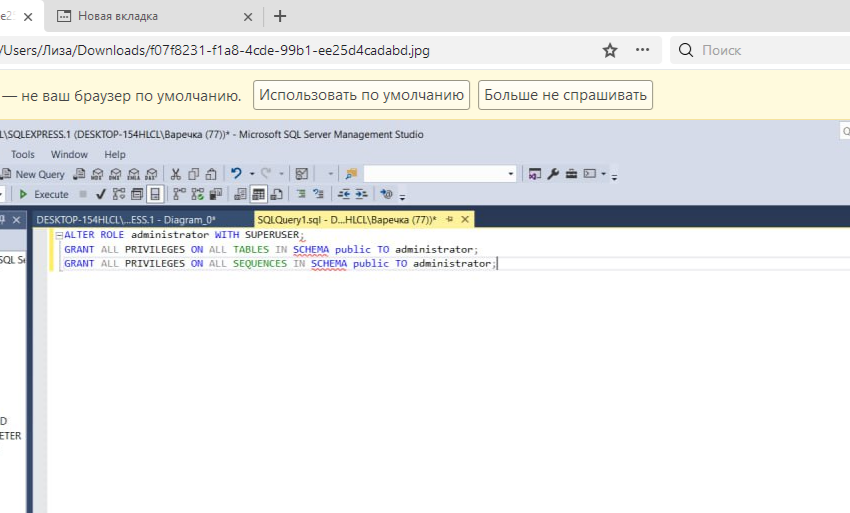 Новая вкладка
/Users/Лиза/Downloads/f07f8231-f1a8-4cde-99b1-ee25d4cadabd.jpg
Поиск
— не ваш браузер по умолчанию. Использовать по умолчанию Больше не спрашивать
L\SQLEXPRESS.1 (DESKTOP-154HLCL\Варечка (77))* - Microsoft SQL Server Management Studio
Tools Window Help
New Query
Execute
DESKTOP-154HLCL\...ESS.1 - Diagram_0* SQLQuery1.sql - D...HLCL\Варечка (77))*
ALTER ROLE administrator WITH SUPERUSER;
GRANT ALL PRIVILEGES ON ALL TABLES IN SCHEMA public TO administrator;
GRANT ALL PRIVILEGES ON ALL SEQUENCES IN SCHEMA public TO administrator;
SQL Se
D
ETER